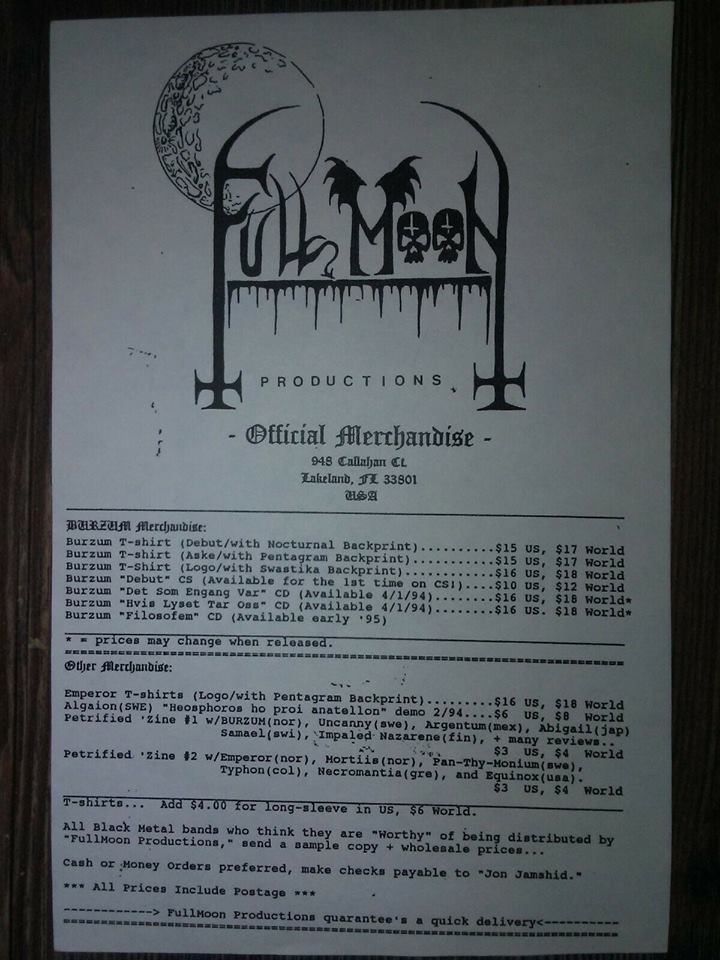 Full Moon
PRODUCTIONS
- Official Merchandise -
948 Callahan Ct.
Lakeland, FL 33801
USA
BURZUM Merchandise:
Burzum T-shirt (Debut/with Nocturnal Backprint)..........$15 US, $17 World
Burzum T-shirt (Aske/with Pentagram Backprint)...........$15 US, $17 World
Burzum T-shirt (Logo/with Swastika Backprint)............$16 US, $18 World
Burzum "Debut" CS (Available for the 1st time on CS!)....$10 US, $12 World
Burzum "Det Som Engang Var" CD (Available 4/1/94)........$16 US, $18 World*
Burzum "Hvis Lyset Tar Oss" CD (Available 4/1/94)........$16 US. $18 World*
Burzum "Filosofem" CD (Available early '95)
* = prices may change when released.
Other Merchandise:
Emperor T-shirts (Logo/with Pentagram Backprint).........$16 US, $18 World
Algaion(SWE) "Heosphoros ho proi anatellon" demo 2/94....$6 US, $8 World
Petrified 'Zine #1 w/BURZUM(nor), Uncanny(swe), Argentum(mex), Abigail(jap)
Samael(swi), Impaled Nazarene(fin), + many reviews..
$3 US, $4 World
Petrified 'Zine #2 w/Emperor(nor), Mortiis(nor), Pan-Thy-Monium(swe),
Typhon(col), Necromantia(gre), and Equinox(usa).
$3 US, $4 World
T-shirts... Add $4.00 for long-sleeve in US, $6 World.
All Black Metal bands who think they are "Worthy" of being distributed by
"FullMoon Productions," send a sample copy + wholesale prices...
Cash or Money Orders preferred, make checks payable to "Jon Jamshid."
*** All Prices Include Postage ***
------------> FullMoon Productions quarantee's a quick delivery<----------